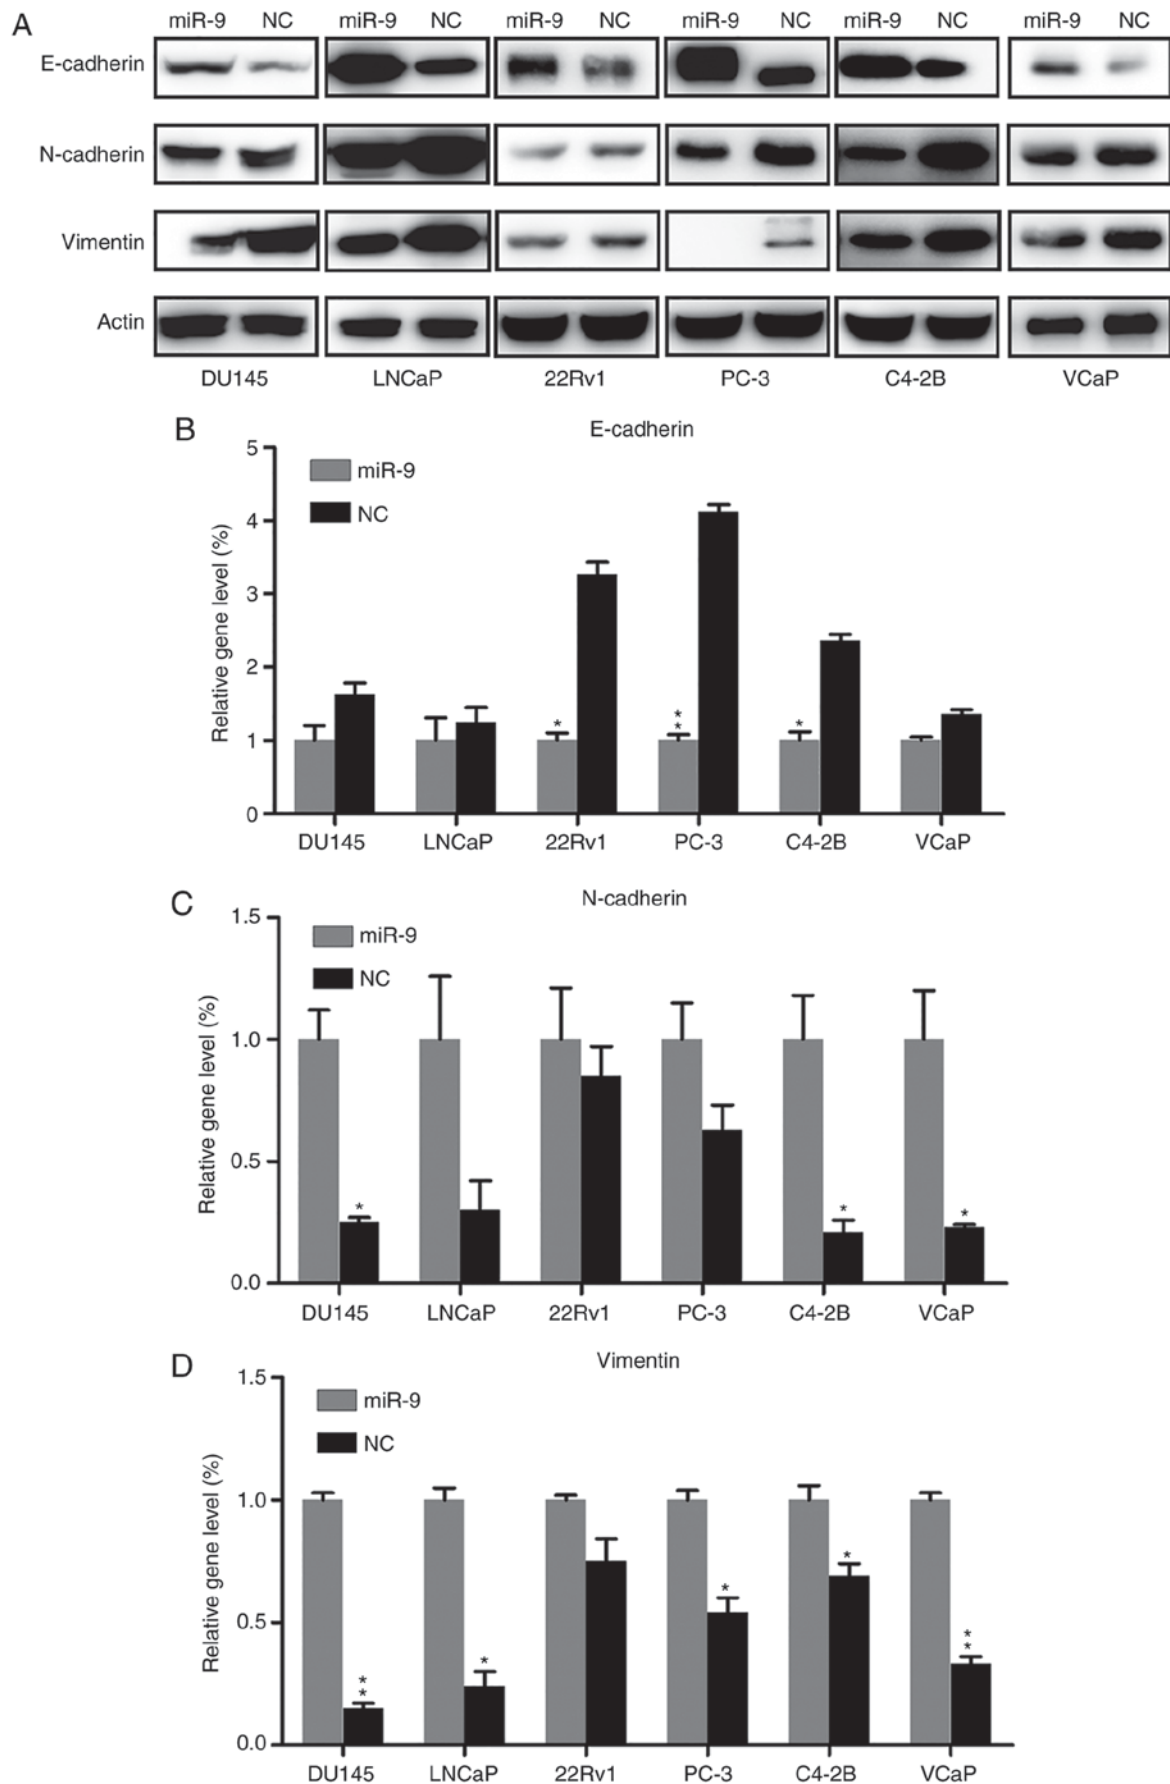 A
miR-9 NC miR-9 NC miR-9 NC miR-9 NC miR-9 NC miR-9 NC
E-cadherin
N-cadherin
Vimentin
Actin
DU145 LNCaP 22Rv1 PC-3 C4-2B VCaP
B
E-cadherin
Relative gene level (%)
5
4
3
2
1
0
miR-9
NC
* ** *
DU145 LNCaP 22Rv1 PC-3 C4-2B VCaP
C
N-cadherin
Relative gene level (%)
1.5
1.0
0.5
0.0
miR-9
NC
* * *
DU145 LNCaP 22Rv1 PC-3 C4-2B VCaP
D
Vimentin
Relative gene level (%)
1.5
1.0
0.5
0.0
miR-9
NC
** * * * **
DU145 LNCaP 22Rv1 PC-3 C4-2B VCaP